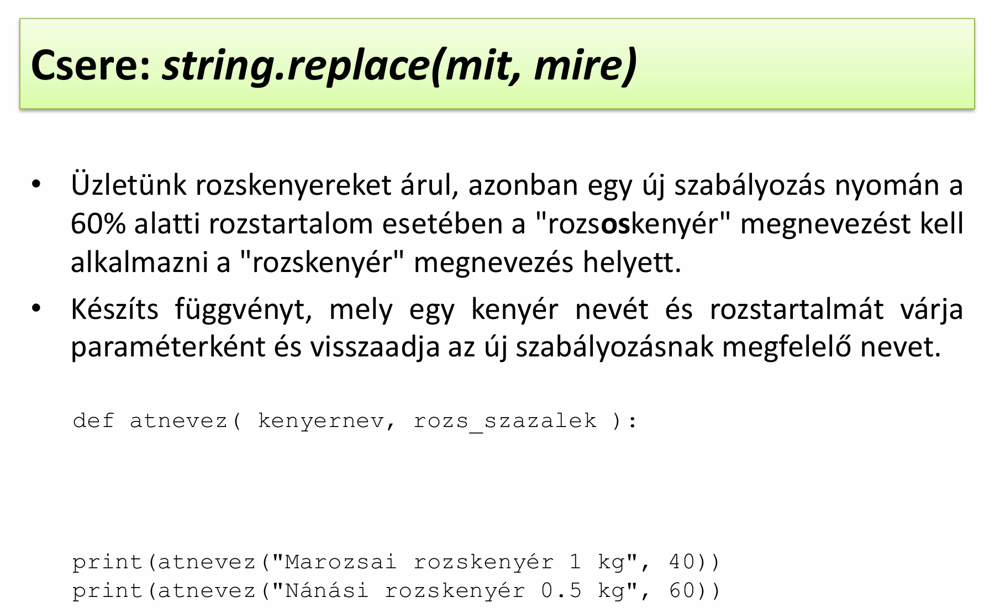 Csere: string.replace(mit, mire)
• Üzletünk rozskenyereket árul, azonban egy új szabályozás nyomán a
60% alatti rozstartalom esetében a "rozsoskenyér" megnevezést kell
alkalmazni a "rozskenyér" megnevezés helyett.
• Készíts függvényt, mely egy kenyér nevét és rozstartalmát várja
paraméterként és visszaadja az új szabályozásnak megfelelő nevet.
def atnevez( kenyernev, rozs_szazalek ):
print(atnevez("Marozsai rozskenyér 1 kg", 40))
print(atnevez("Nánási rozskenyér 0.5 kg", 60))